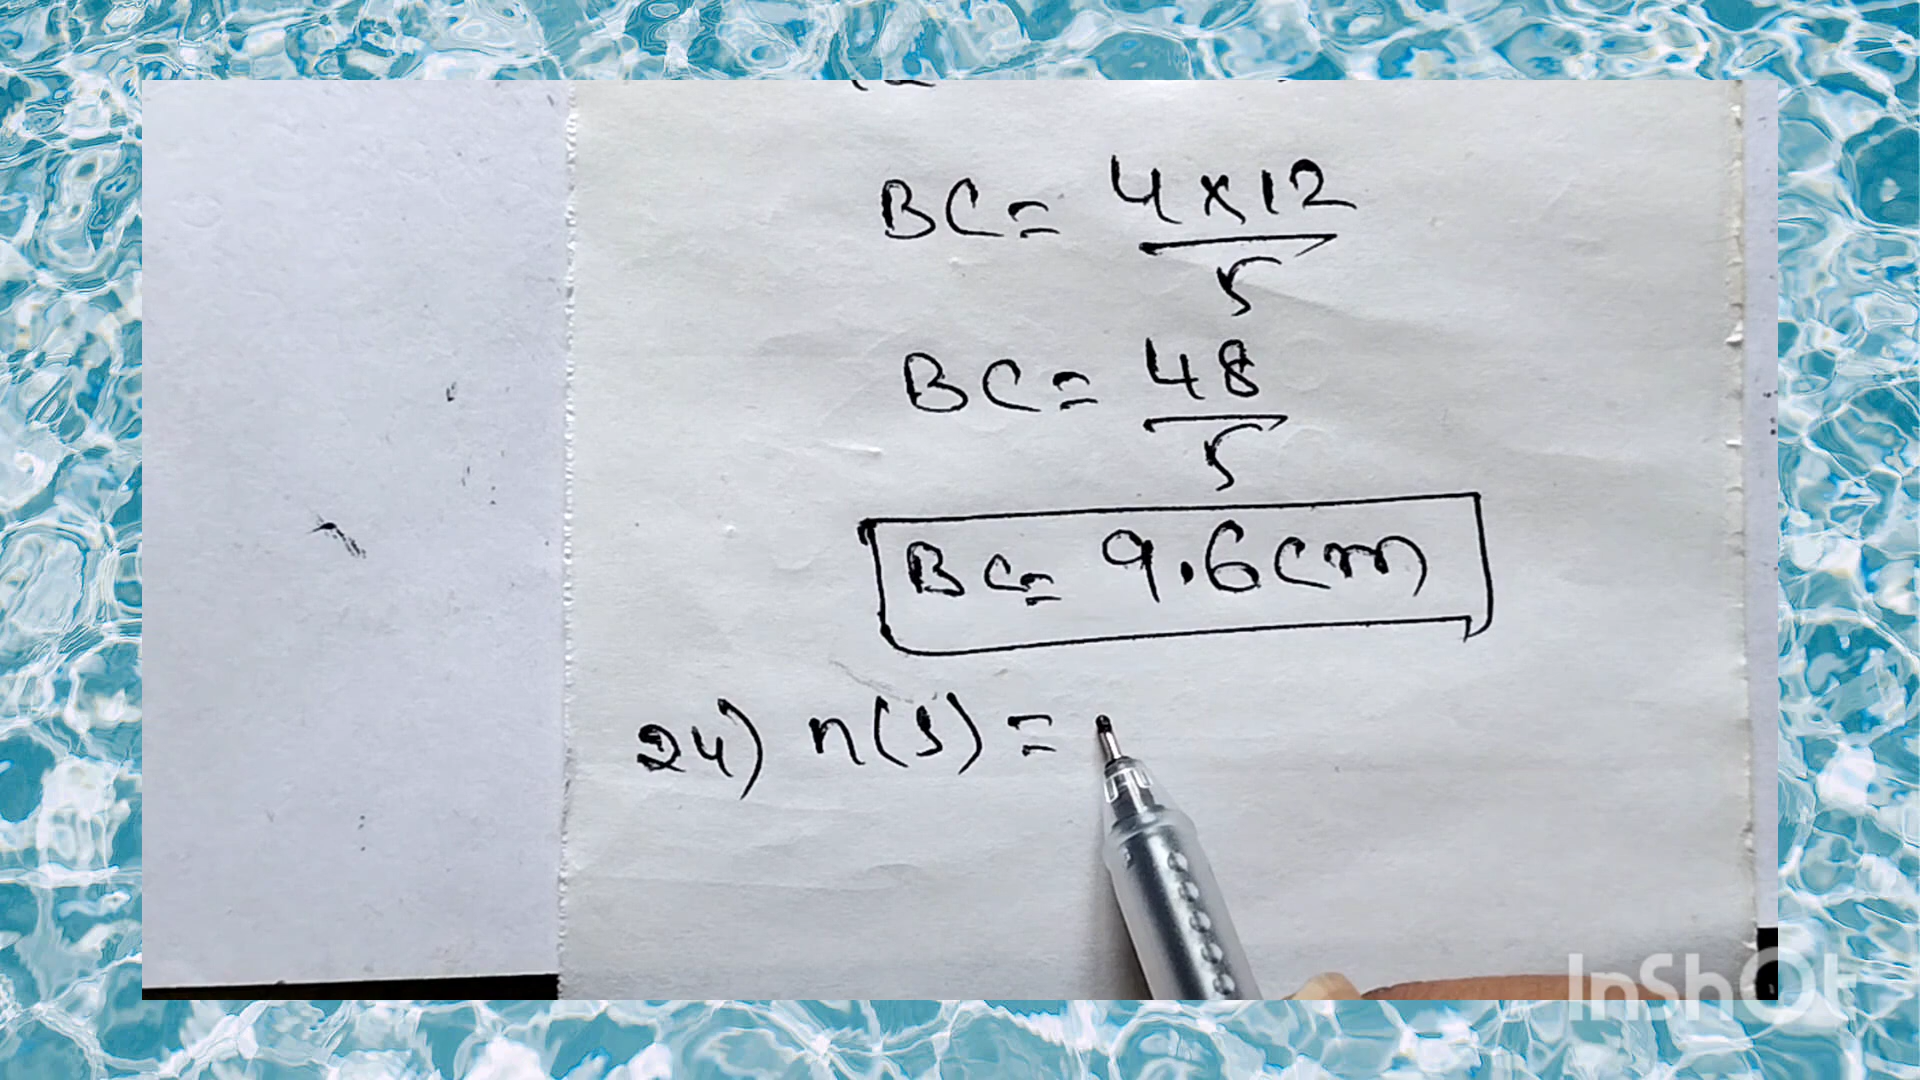 BC = 4 × 12
5
BC = 48
5
BC = 9.6cm
24) n(s) =
InShOt